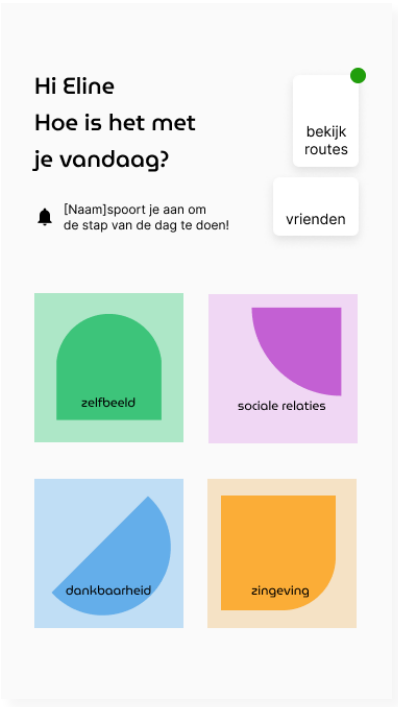 Hi Eline
Hoe is het met
je vandaag?
bekijk
routes
vrienden
[Naam]spoort je aan om
de stap van de dag te doen!
zelfbeeld
sociale relaties
dankbaarheid
zingeving